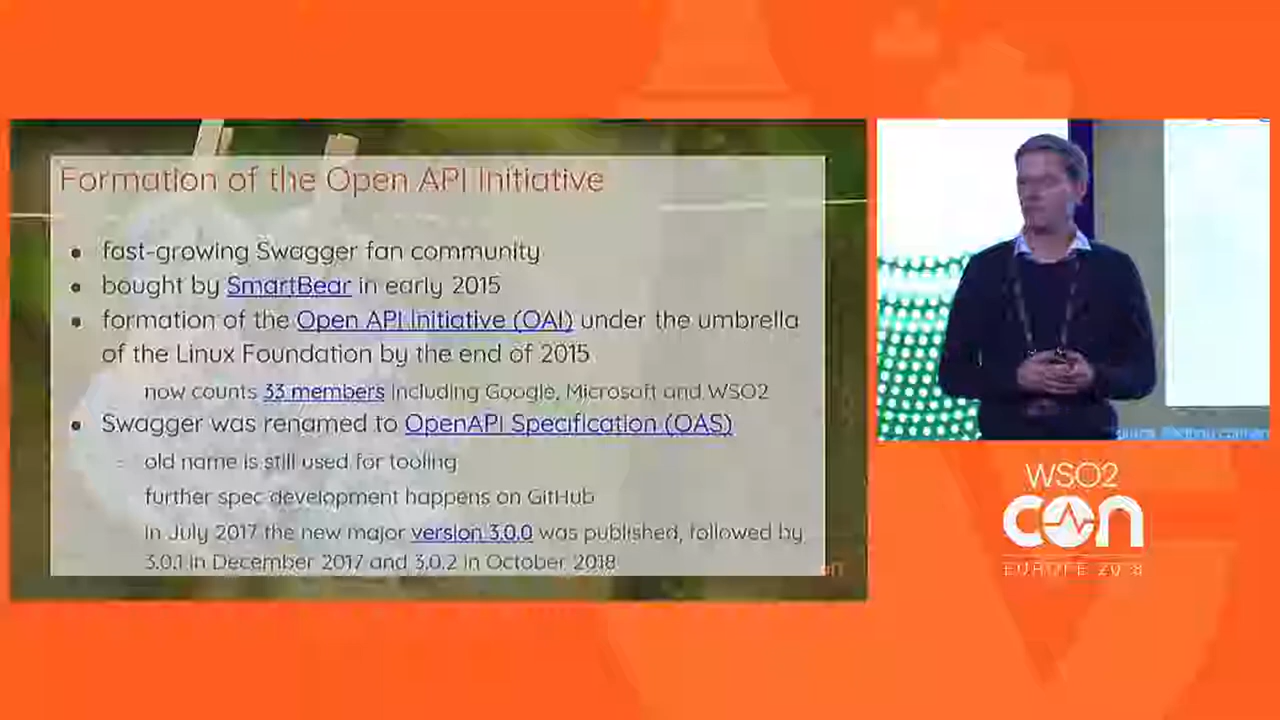 Formation of the Open API Initiative
fast-growing Swagger fan community
bought by SmartBear in early 2015
formation of the Open API Initiative (OAI) under the umbrella
of the Linux Foundation by the end of 2015
now counts 33 members including Google, Microsoft and WSO2
Swagger was renamed to OpenAPI Specification (OAS)
old name is still used for tooling
further spec development happens on GitHub
in July 2017 the new major version 3.0.0 was published, followed by
3.0.1 in December 2017 and 3.0.2 in October 2018
WSO2
CON
EUROPE 2018